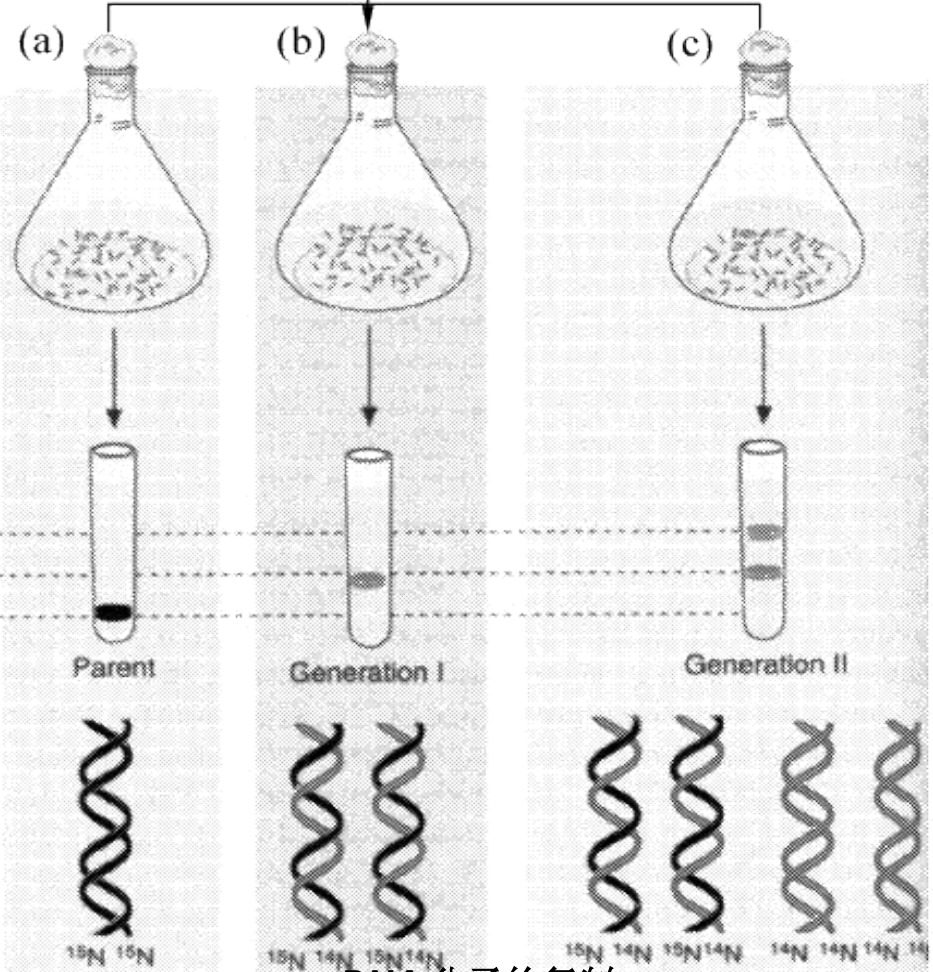 (a) (b) (c)
Parent Generation I Generation II
¹⁵N ¹⁵N ¹⁵N ¹⁴N ¹⁵N ¹⁴N ¹⁵N ¹⁴N ¹⁵N ¹⁴N ¹⁴N ¹⁴N ¹⁴N